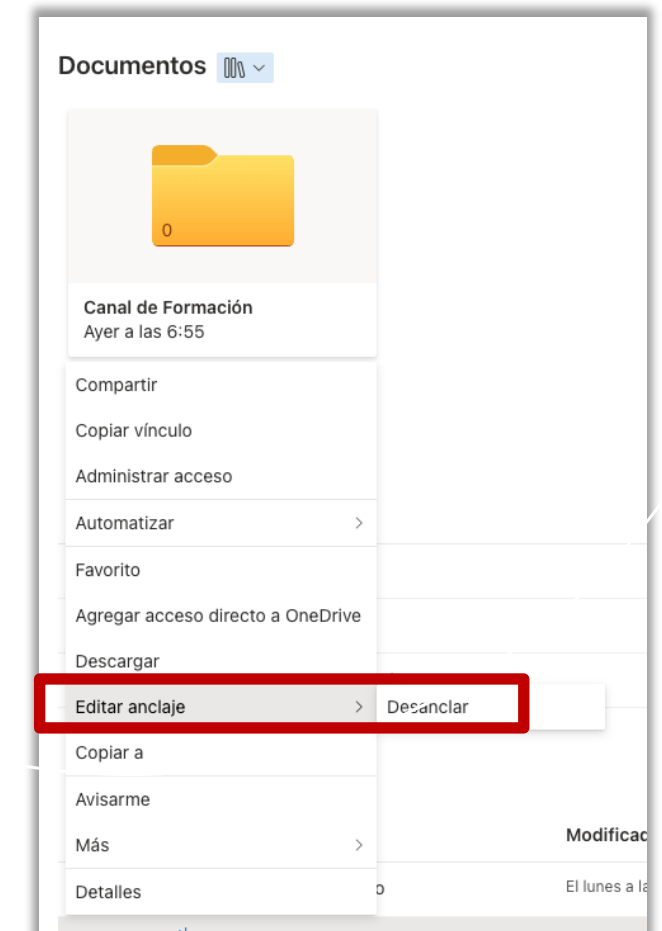 Documentos
0
Canal de Formación
Ayer a las 6:55
Compartir
Copiar vínculo
Administrar acceso
Automatizar
Favorito
Agregar acceso directo a OneDrive
Descargar
Editar anclaje
Desanclar
Copiar a
Avisarme
Más
Modificad
Detalles
o
El lunes a la